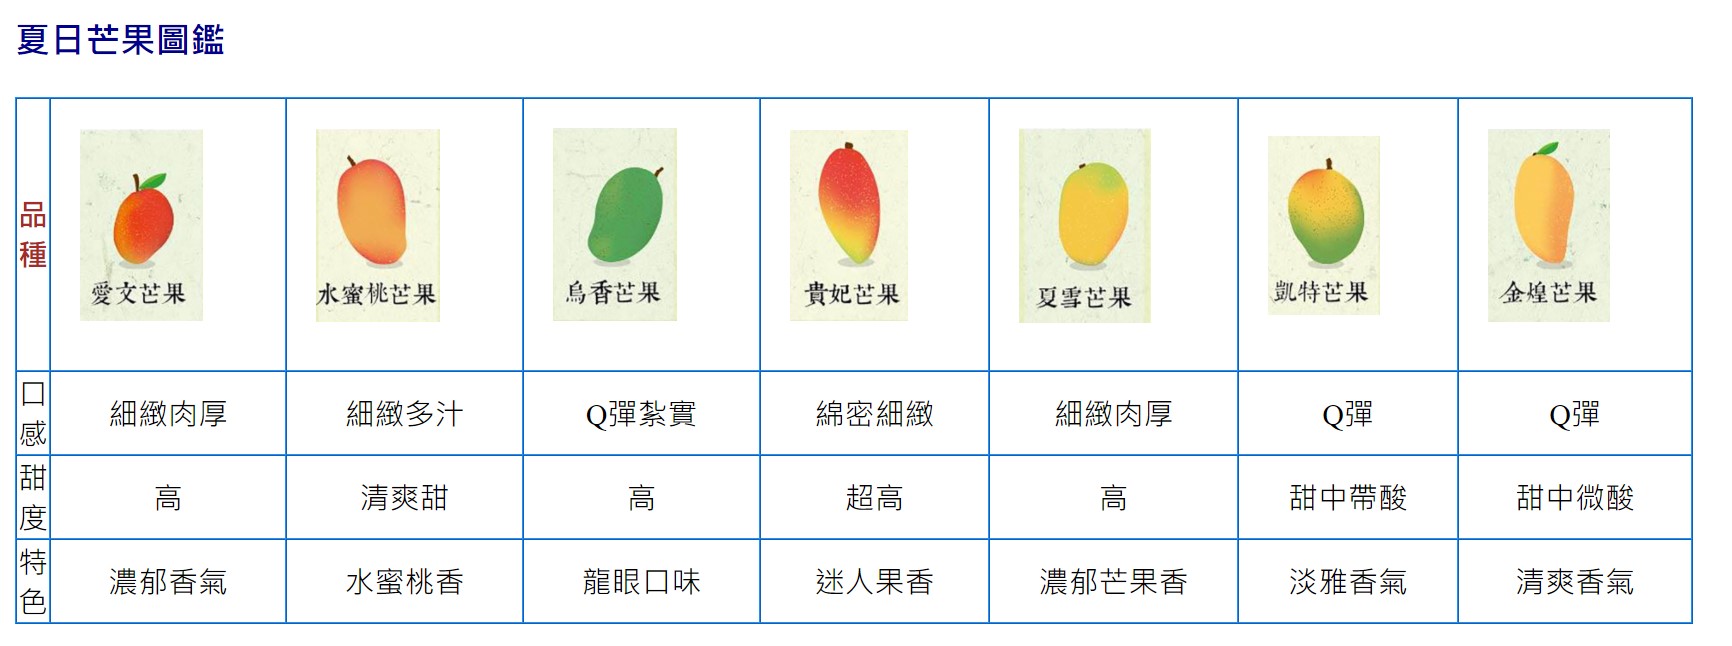 夏日芒果圖鑑
品種
愛文芒果 水蜜桃芒果 烏香芒果 貴妃芒果 夏雪芒果 凱特芒果 金煌芒果
口感 細緻肉厚 細緻多汁 Q彈紮實 綿密細緻 細緻肉厚 Q彈 Q彈
甜度 高 清爽甜 高 超高 高 甜中帶酸 甜中微酸
特色 濃郁香氣 水蜜桃香 龍眼口味 迷人果香 濃郁芒果香 淡雅香氣 清爽香氣